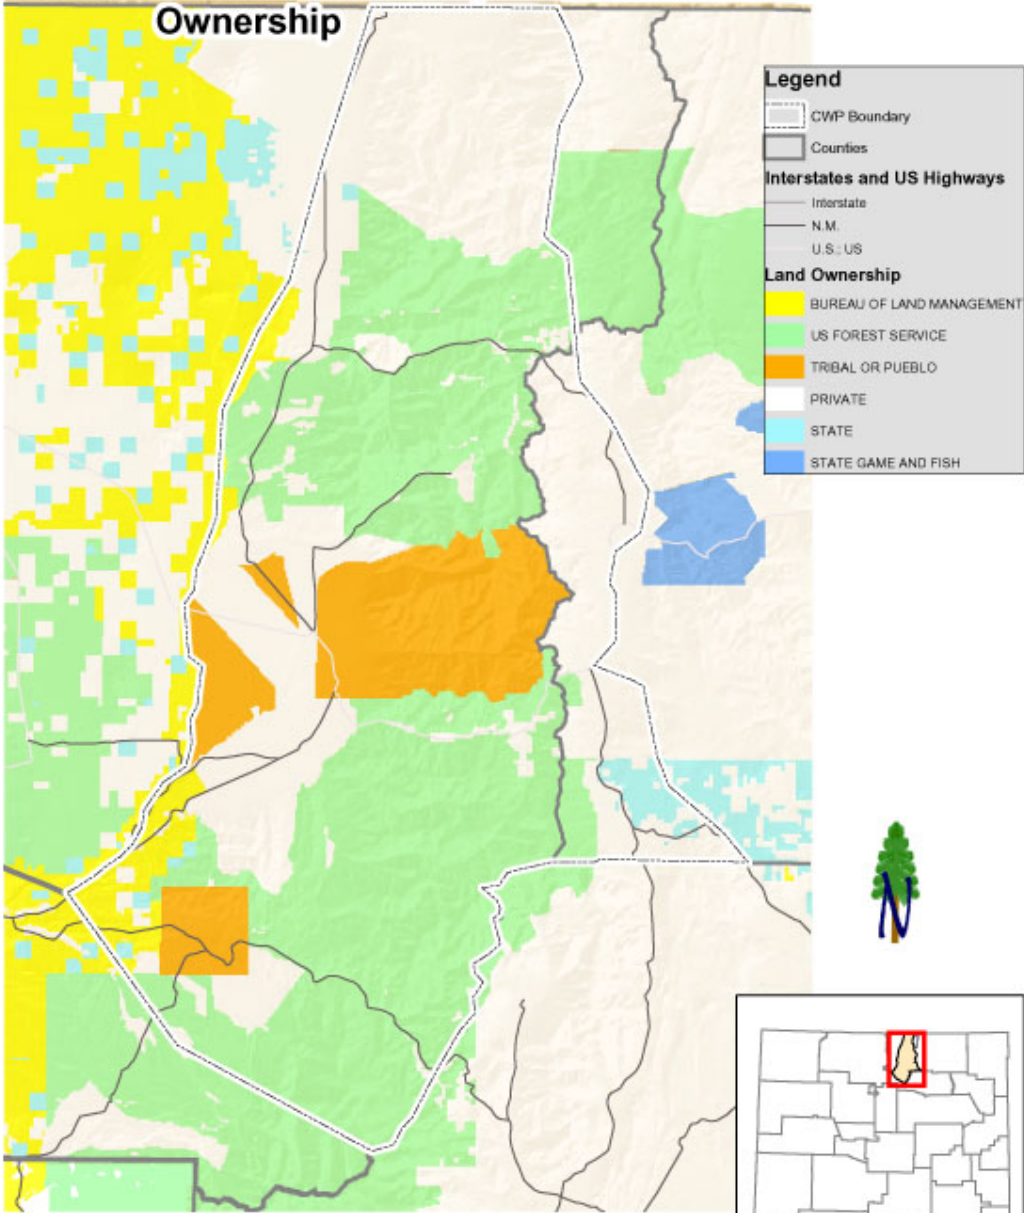 Ownership
Legend
CWP Boundary
Counties
Interstates and US Highways
Interstate
N.M.
U.S.; US
Land Ownership
BUREAU OF LAND MANAGEMENT
US FOREST SERVICE
TRIBAL OR PUEBLO
PRIVATE
STATE
STATE GAME AND FISH
N